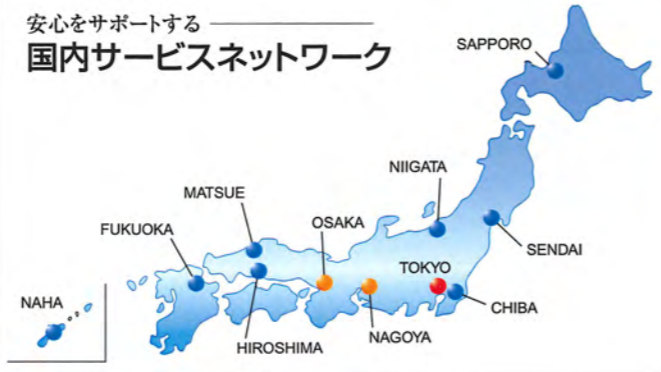 安心をサポートする
国内サービスネットワーク
SAPPORO
NIIGATA
MATSUE
OSAKA
FUKUOKA
SENDAI
TOKYO
NAHA
CHIBA
NAGOYA
HIROSHIMA